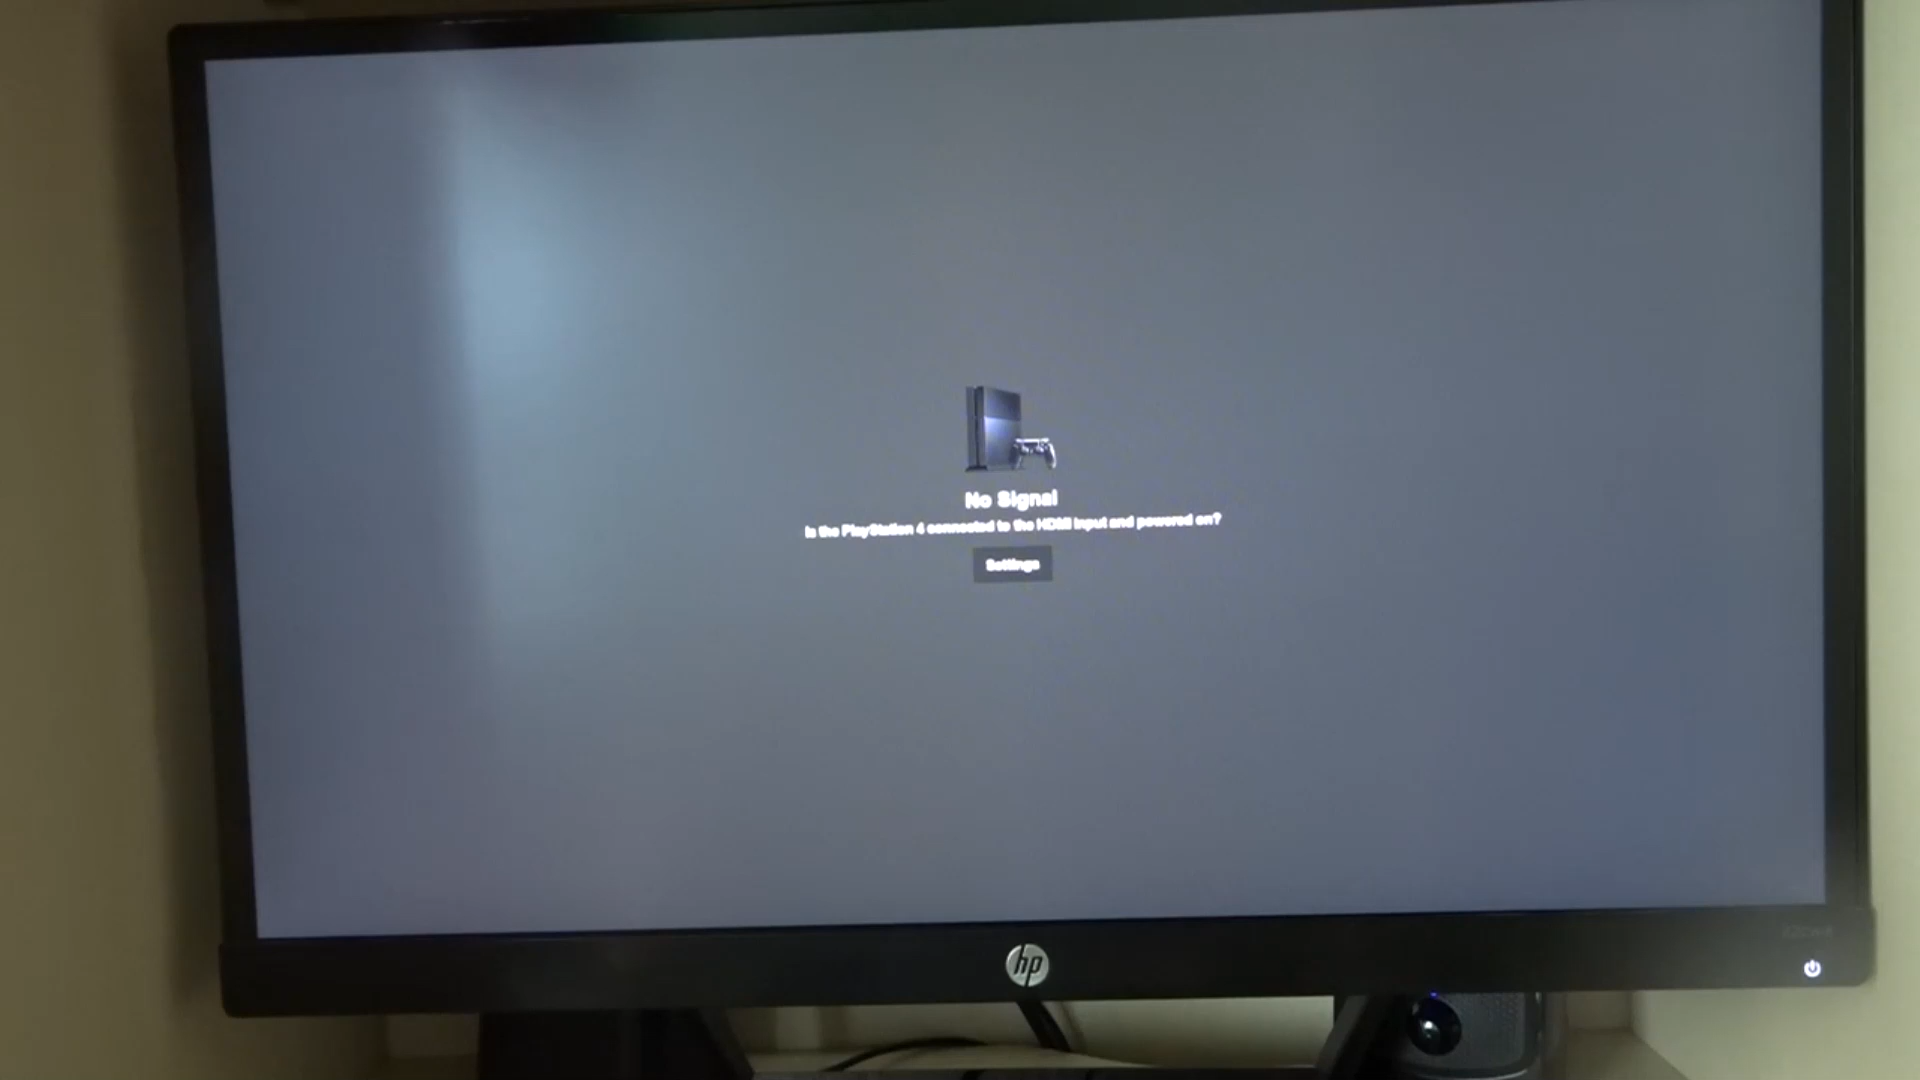 No Signal
Is the PlayStation 4 connected to the HDMI input and powered on?
Settings
hp